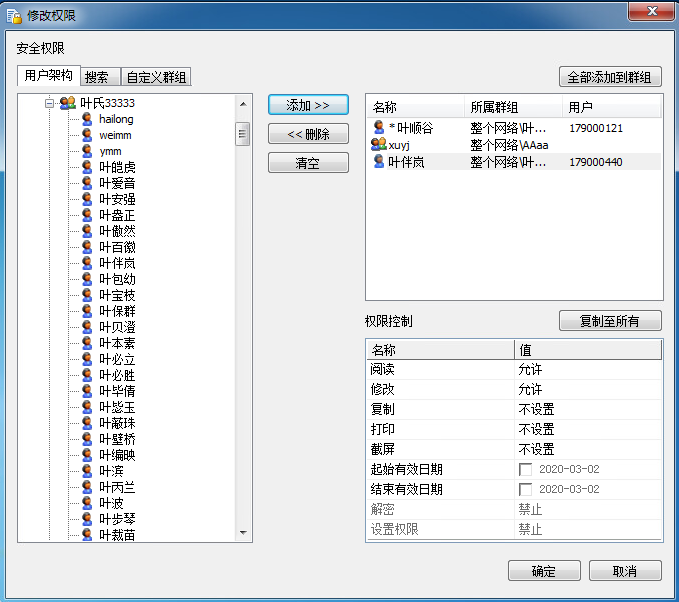 修改权限
安全权限
用户架构 搜索 自定义群组
叶氏33333
hailong
weimm
ymm
叶皓虎
叶爱音
叶安强
叶盎正
叶傲然
叶百徽
叶伴岚
叶包幼
叶宝枝
叶保群
叶贝澄
叶本素
叶必立
叶必胜
叶毕倩
叶毖玉
叶蔽珠
叶壁桥
叶编映
叶滨
叶丙兰
叶波
叶步琴
叶裁苗
添加 >>
<< 删除
清空
全部添加到群组
名称 所属群组 用户
* 叶顺谷 整个网络\叶... 179000121
xuyj 整个网络\AAaa
叶伴岚 整个网络\叶... 179000440
权限控制 复制至所有
名称 值
阅读 允许
修改 允许
复制 不设置
打印 不设置
截屏 不设置
起始有效日期 2020-03-02
结束有效日期 2020-03-02
解密 禁止
设置权限 禁止
确定 取消